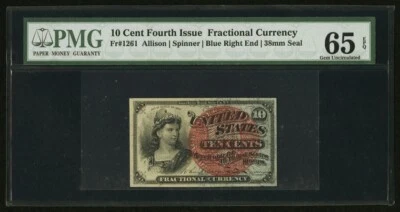 PMG
PAPER MONEY GUARANTY
10 Cent Fourth Issue Fractional Currency
Fr#1261 Allison | Spinner | Blue Right End | 38mm Seal
65 EPQ
Gem Uncirculated
UNITED
STATES
10
TEN CENTS
FRACTIONAL CURRENCY